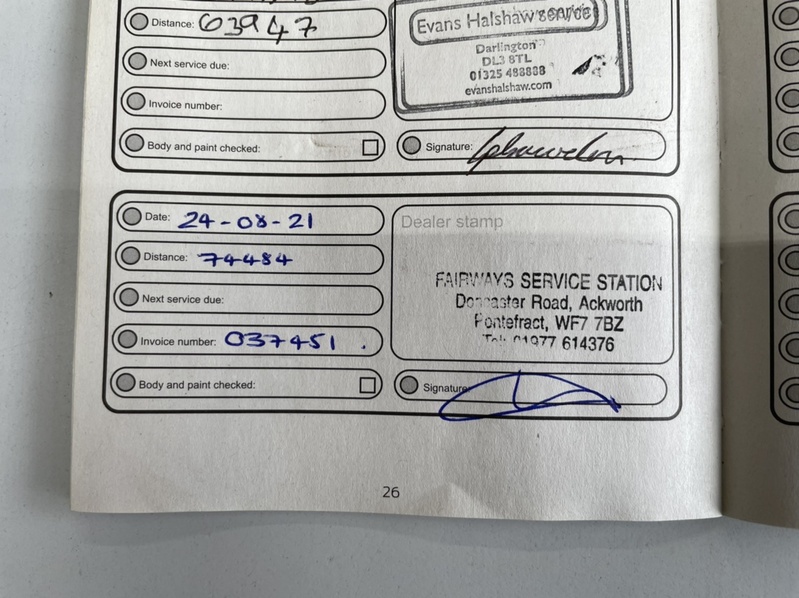 Distance: 63947
Next service due:
Invoice number:
Body and paint checked:
Evans Halshaw service
Darlington
DL3 8TL
01325 488888
evanshalshaw.com
Signature:
Date: 24-08-21
Distance: 74484
Next service due:
Invoice number: 037451.
Body and paint checked:
Dealer stamp
FAIRWAYS SERVICE STATION
Doncaster Road, Ackworth
Pontefract, WF7 7BZ
Tel: 01977 614376
Signature
26